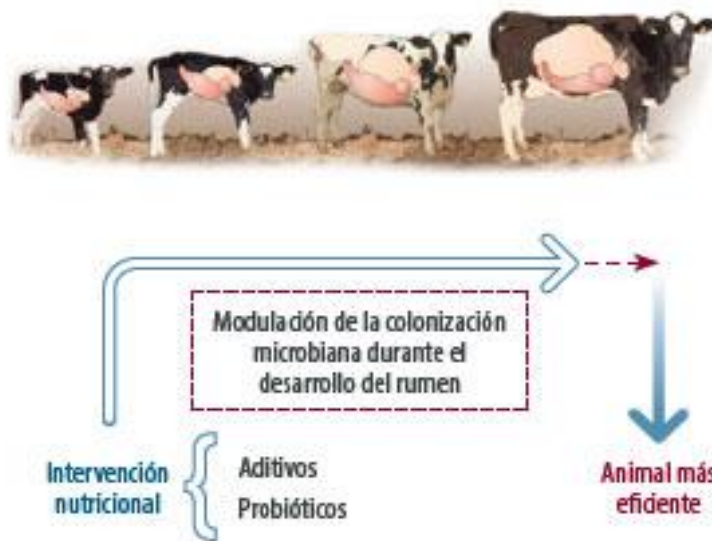 Modulación de la colonización
microbiana durante el
desarrollo del rumen
Intervención
nutricional
Aditivos
Probióticos
Animal más
eficiente